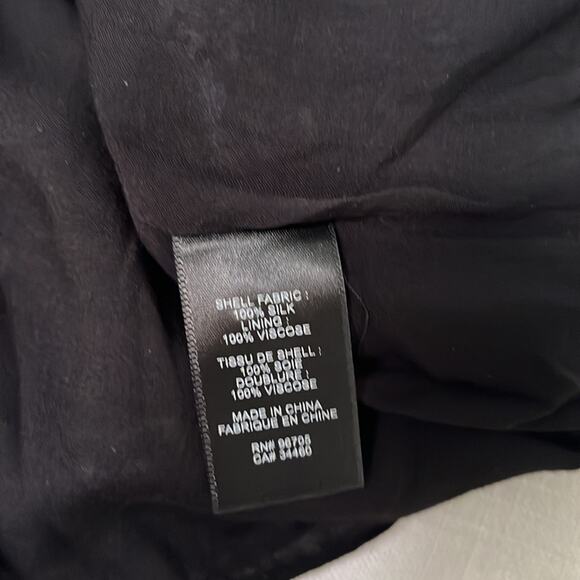 SHELL FABRIC :
100% SILK
LINING :
100% VISCOSE
TISSU DE SHELL :
100% SOIE
DOUBLURE :
100% VISCOSE
MADE IN CHINA
FABRIQUE EN CHINE
RN# 96705
CA# 34460